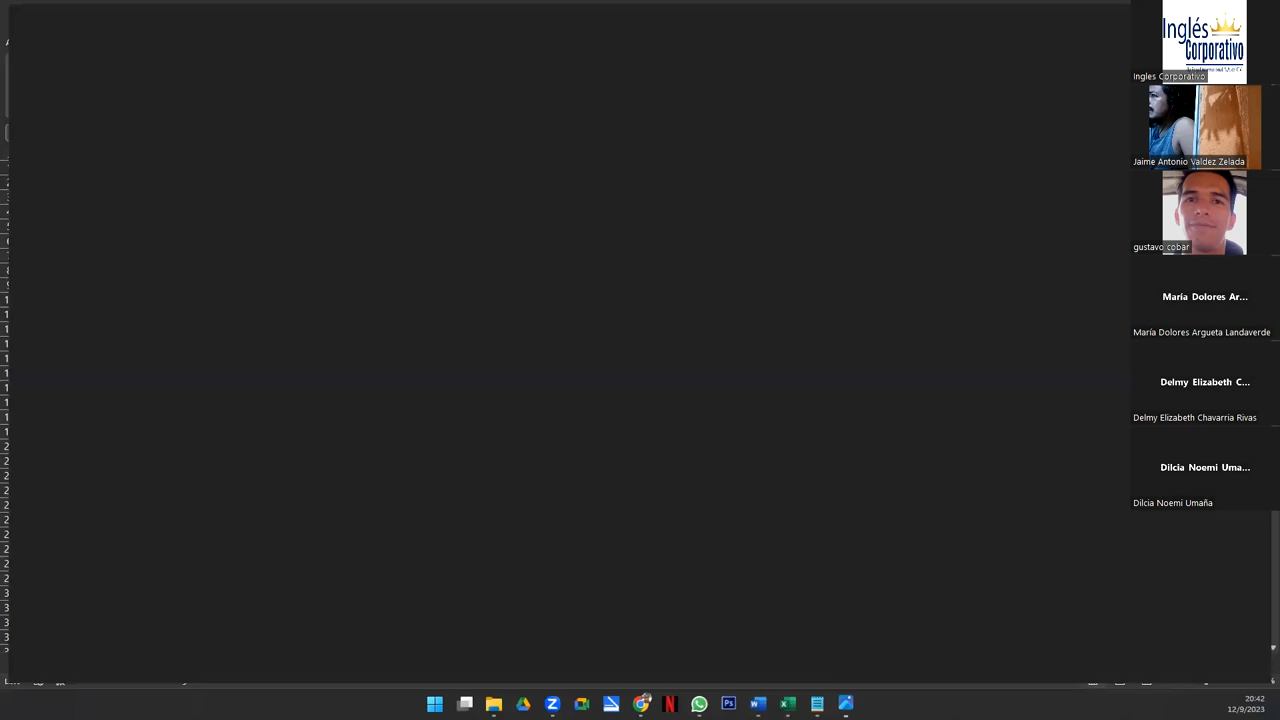 Inglés
Corporativo
Ingles Corporativo
Jaime Antonio Valdez Zelada
gustavo cobar
María Dolores Ar...
María Dolores Argueta Landaverde
Delmy Elizabeth C...
Delmy Elizabeth Chavarria Rivas
Dilcia Noemi Uma...
Dilcia Noemi Umaña
20:42
12/9/2023